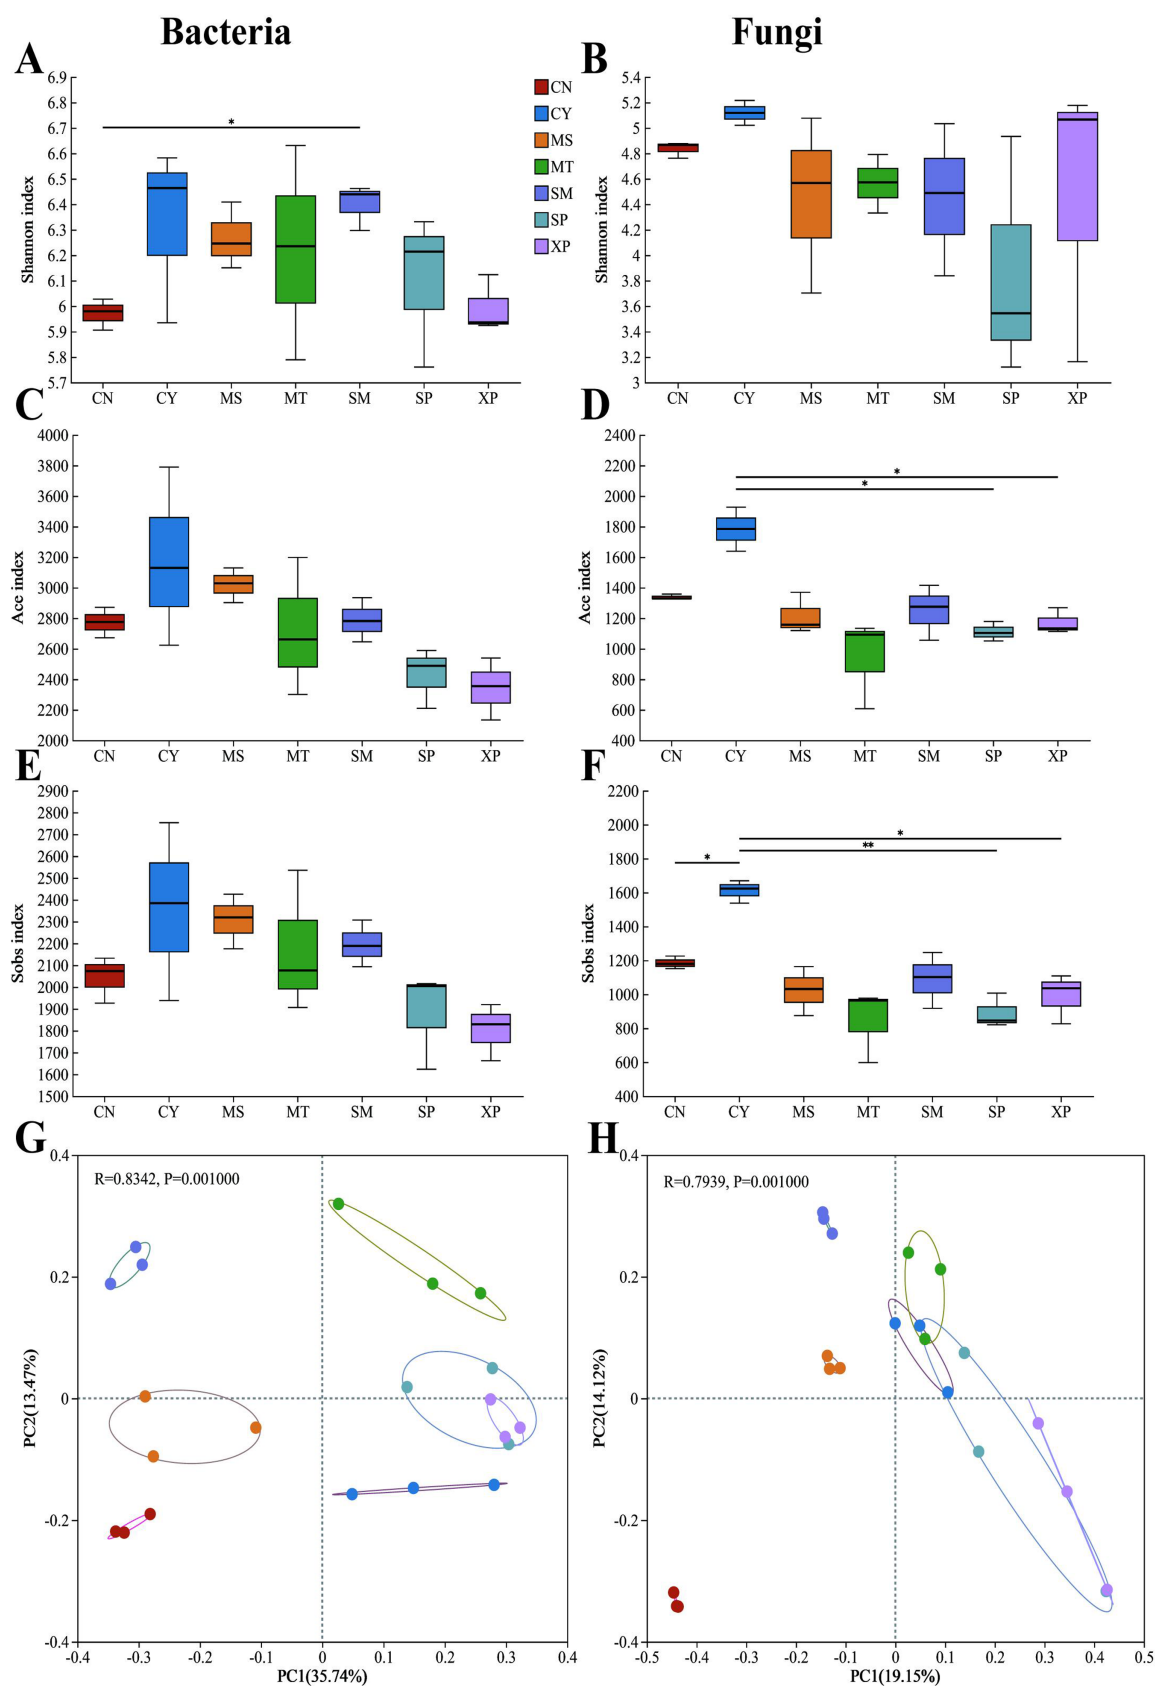 Bacteria
Fungi
A
Shannon index
6.9
6.8
6.7
6.6
6.5
6.4
6.3
6.2
6.1
6
5.9
5.8
5.7
*
CN CY MS MT SM SP XP
CN
CY
MS
MT
SM
SP
XP
B
Shannon index
5.4
5.2
5
4.8
4.6
4.4
4.2
4
3.8
3.6
3.4
3.2
3
CN CY MS MT SM SP XP
C
Ace index
4000
3800
3600
3400
3200
3000
2800
2600
2400
2200
2000
CN CY MS MT SM SP XP
D
Ace index
2400
2200
2000
1800
1600
1400
1200
1000
800
600
400
*
*
CN CY MS MT SM SP XP
E
Sobs index
2900
2800
2700
2600
2500
2400
2300
2200
2100
2000
1900
1800
1700
1600
1500
CN CY MS MT SM SP XP
F
Sobs index
2200
2000
1800
1600
1400
1200
1000
800
600
400
*
**
*
CN CY MS MT SM SP XP
G
R=0.8342, P=0.001000
PC2(13.47%)
0.4
0.2
0
-0.2
-0.4
-0.4 -0.3 -0.2 -0.1 0 0.1 0.2 0.3 0.4
PC1(35.74%)
H
R=0.7939, P=0.001000
PC2(14.12%)
0.4
0.2
0
-0.2
-0.4
-0.5 -0.4 -0.3 -0.2 -0.1 0 0.1 0.2 0.3 0.4 0.5
PC1(19.15%)